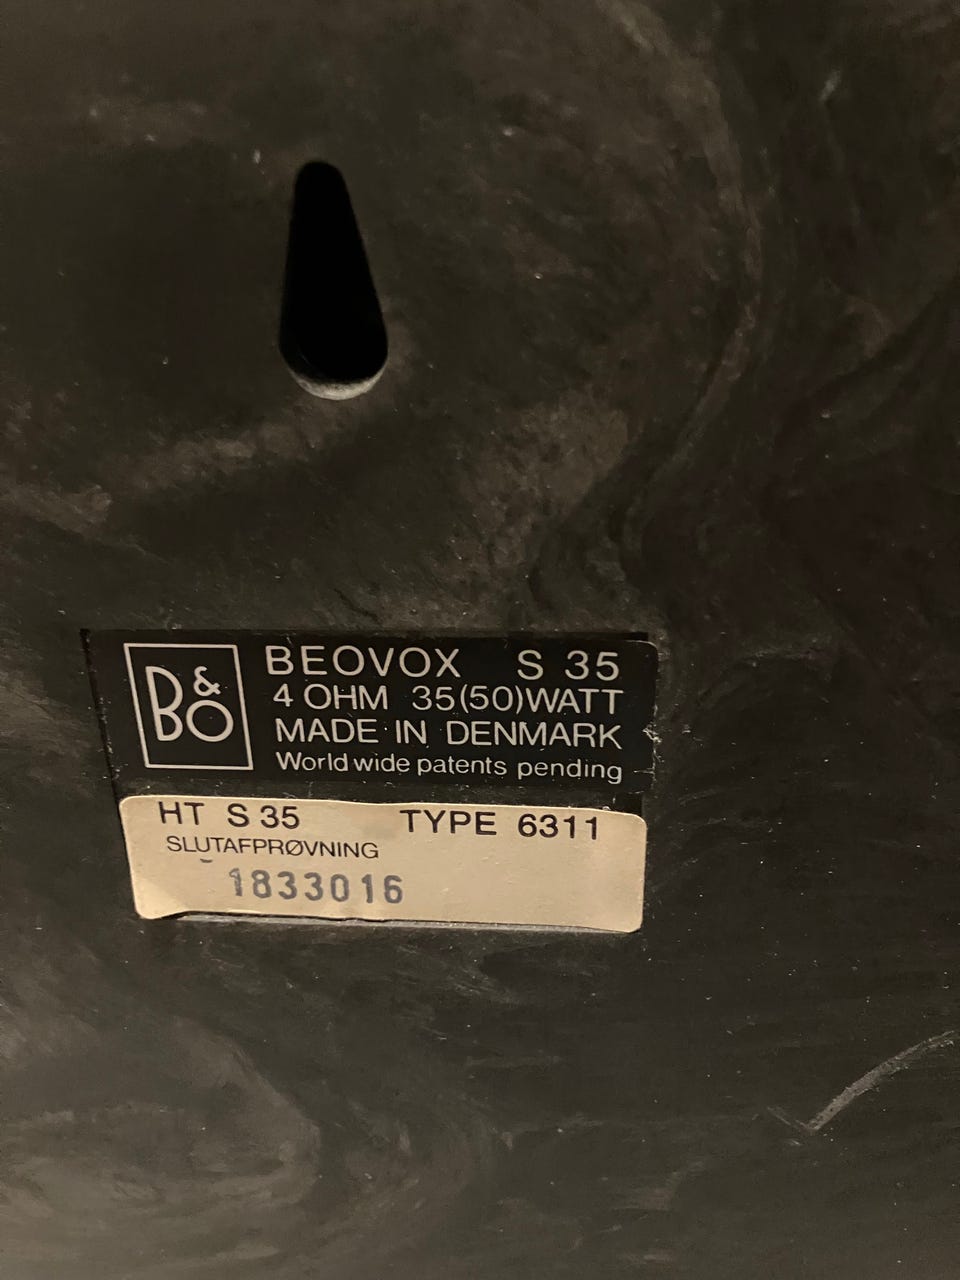 B&O
BEOVOX S 35
4 OHM 35(50)WATT
MADE IN DENMARK
World wide patents pending
HT S 35 TYPE 6311
SLUTAFPRØVNING
1833016